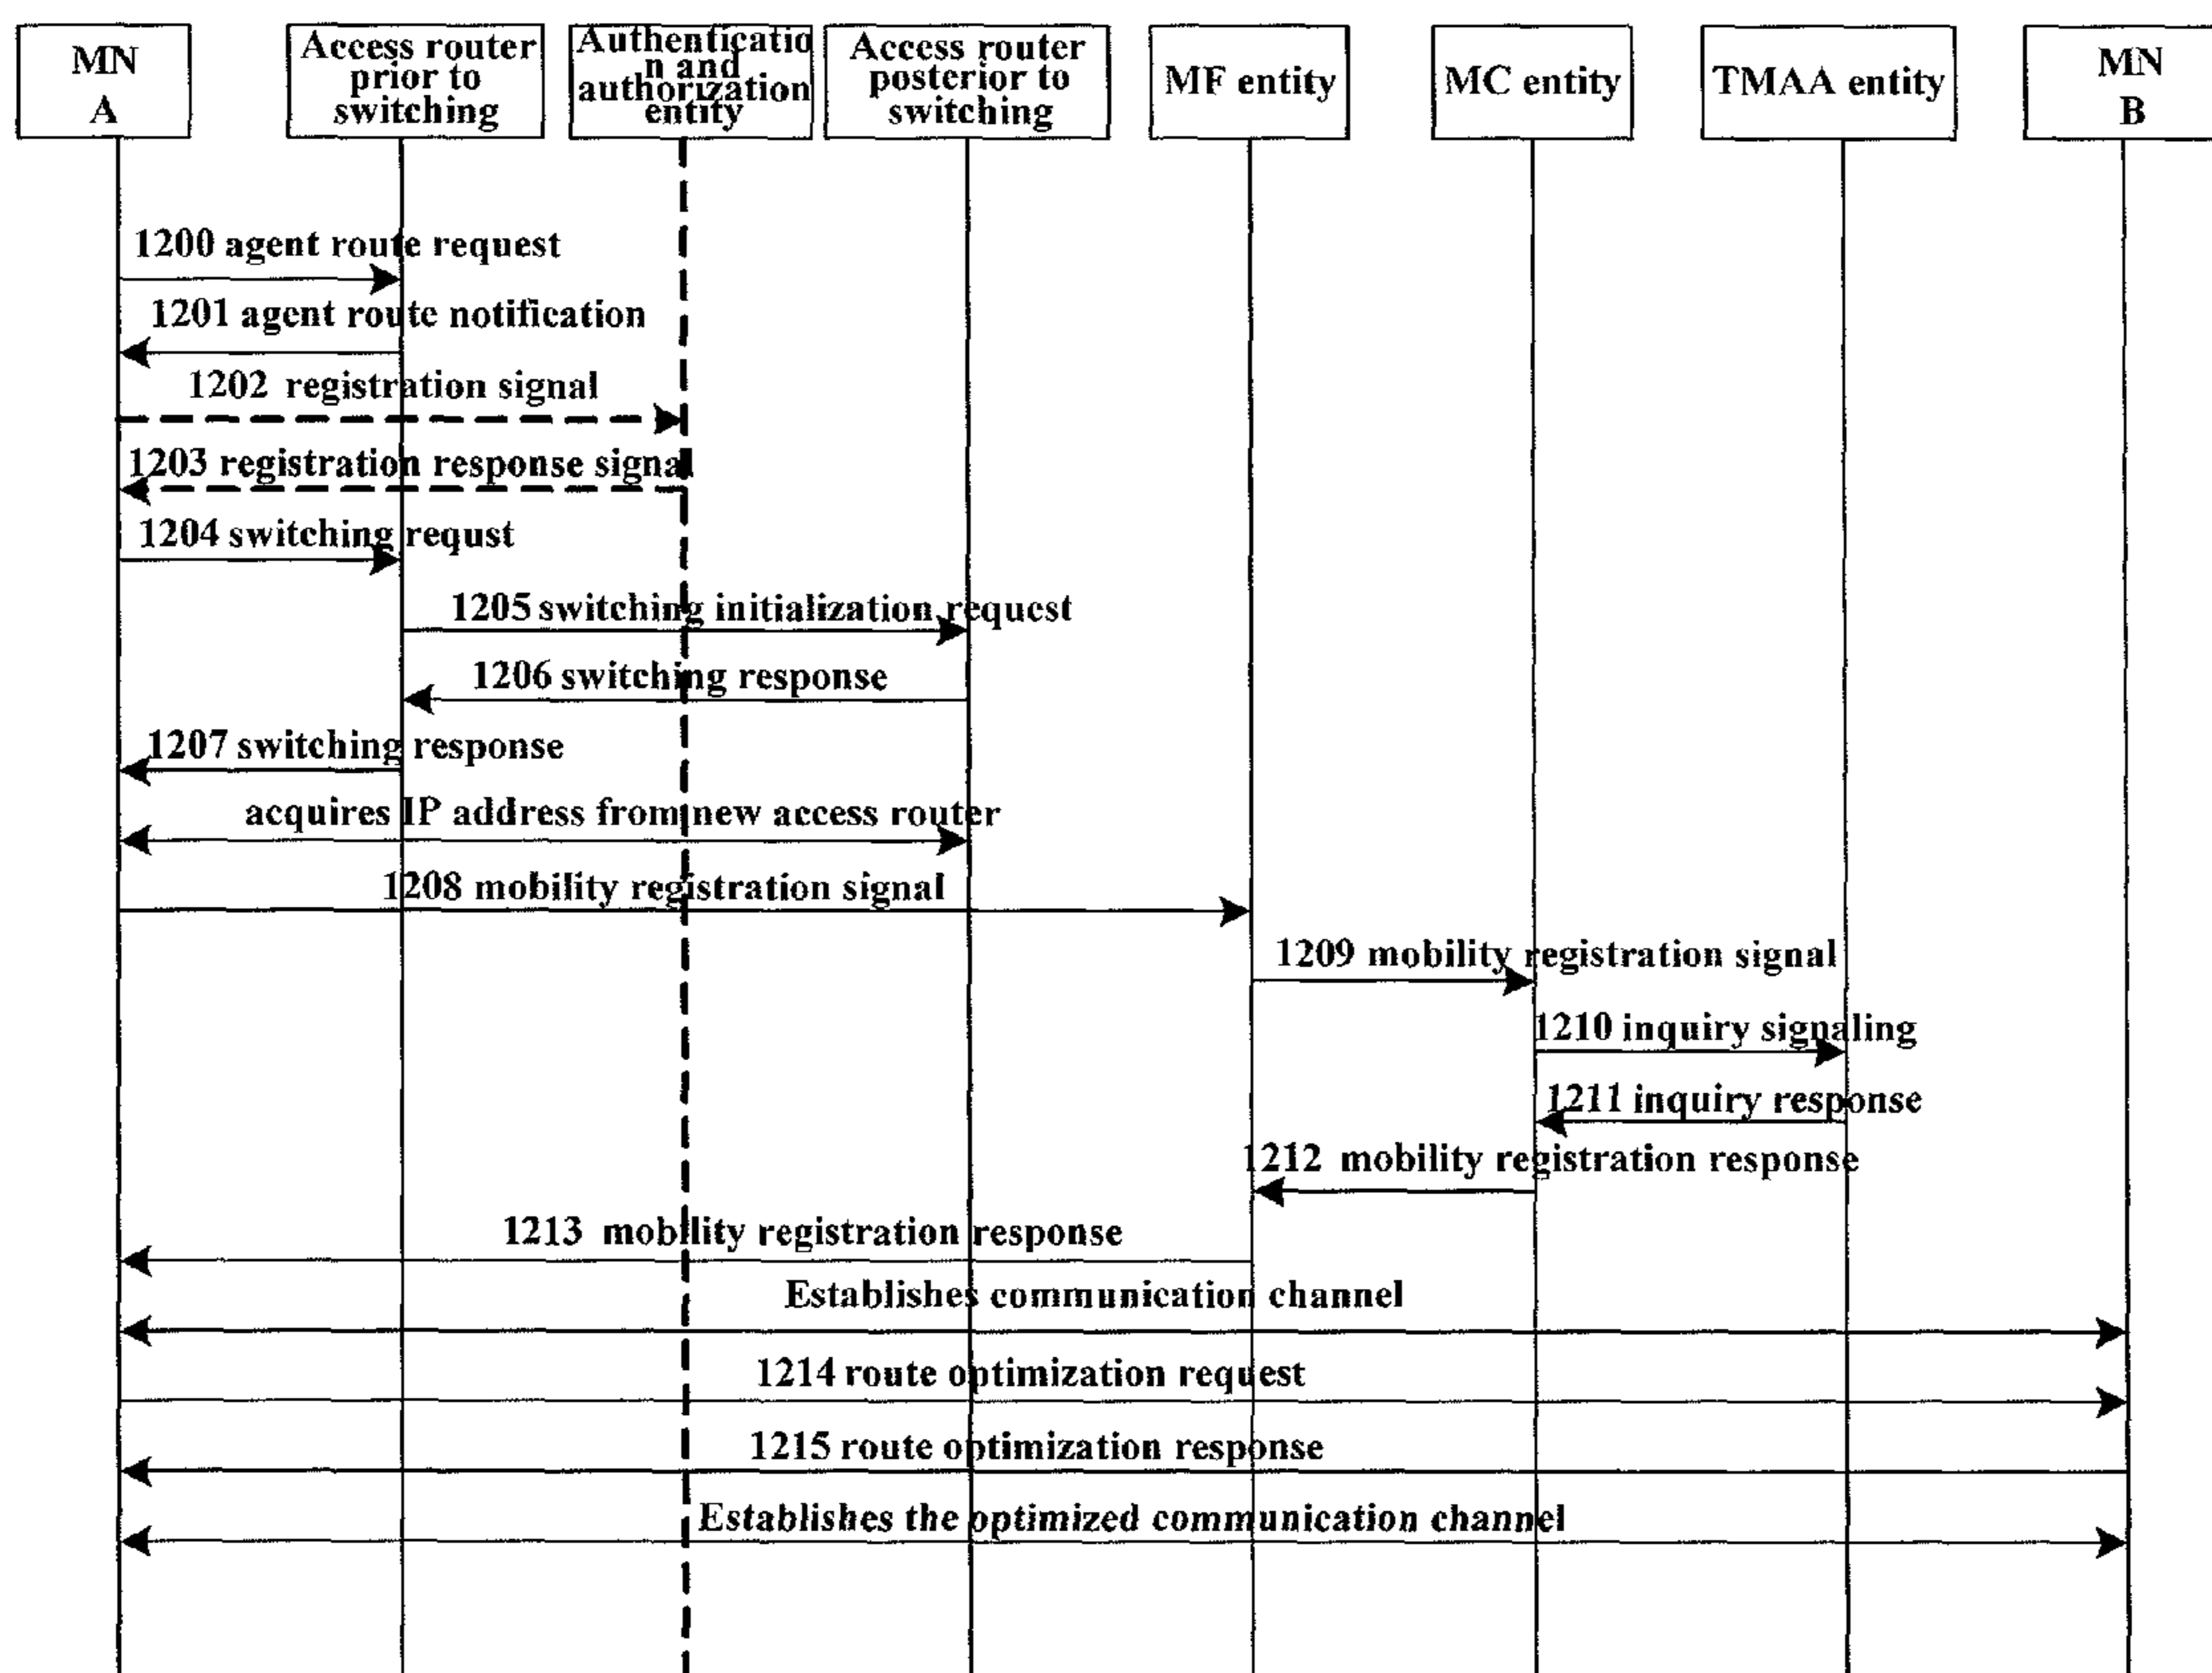 MN
A
Access router
prior to
switching
Authenticatio
n and
authorization
entity
Access router
posterior to
switching
MF entity
MC entity
TMAA entity
MN
B
1200 agent route request
1201 agent route notification
1202 registration signal
1203 registration response signal
1204 switching requst
1205 switching initialization request
1206 switching response
1207 switching response
acquires IP address from new access router
1208 mobility registration signal
1209 mobility registration signal
1210 inquiry signaling
1211 inquiry response
1212 mobility registration response
1213 mobility registration response
Establishes communication channel
1214 route optimization request
1215 route optimization response
Establishes the optimized communication channel